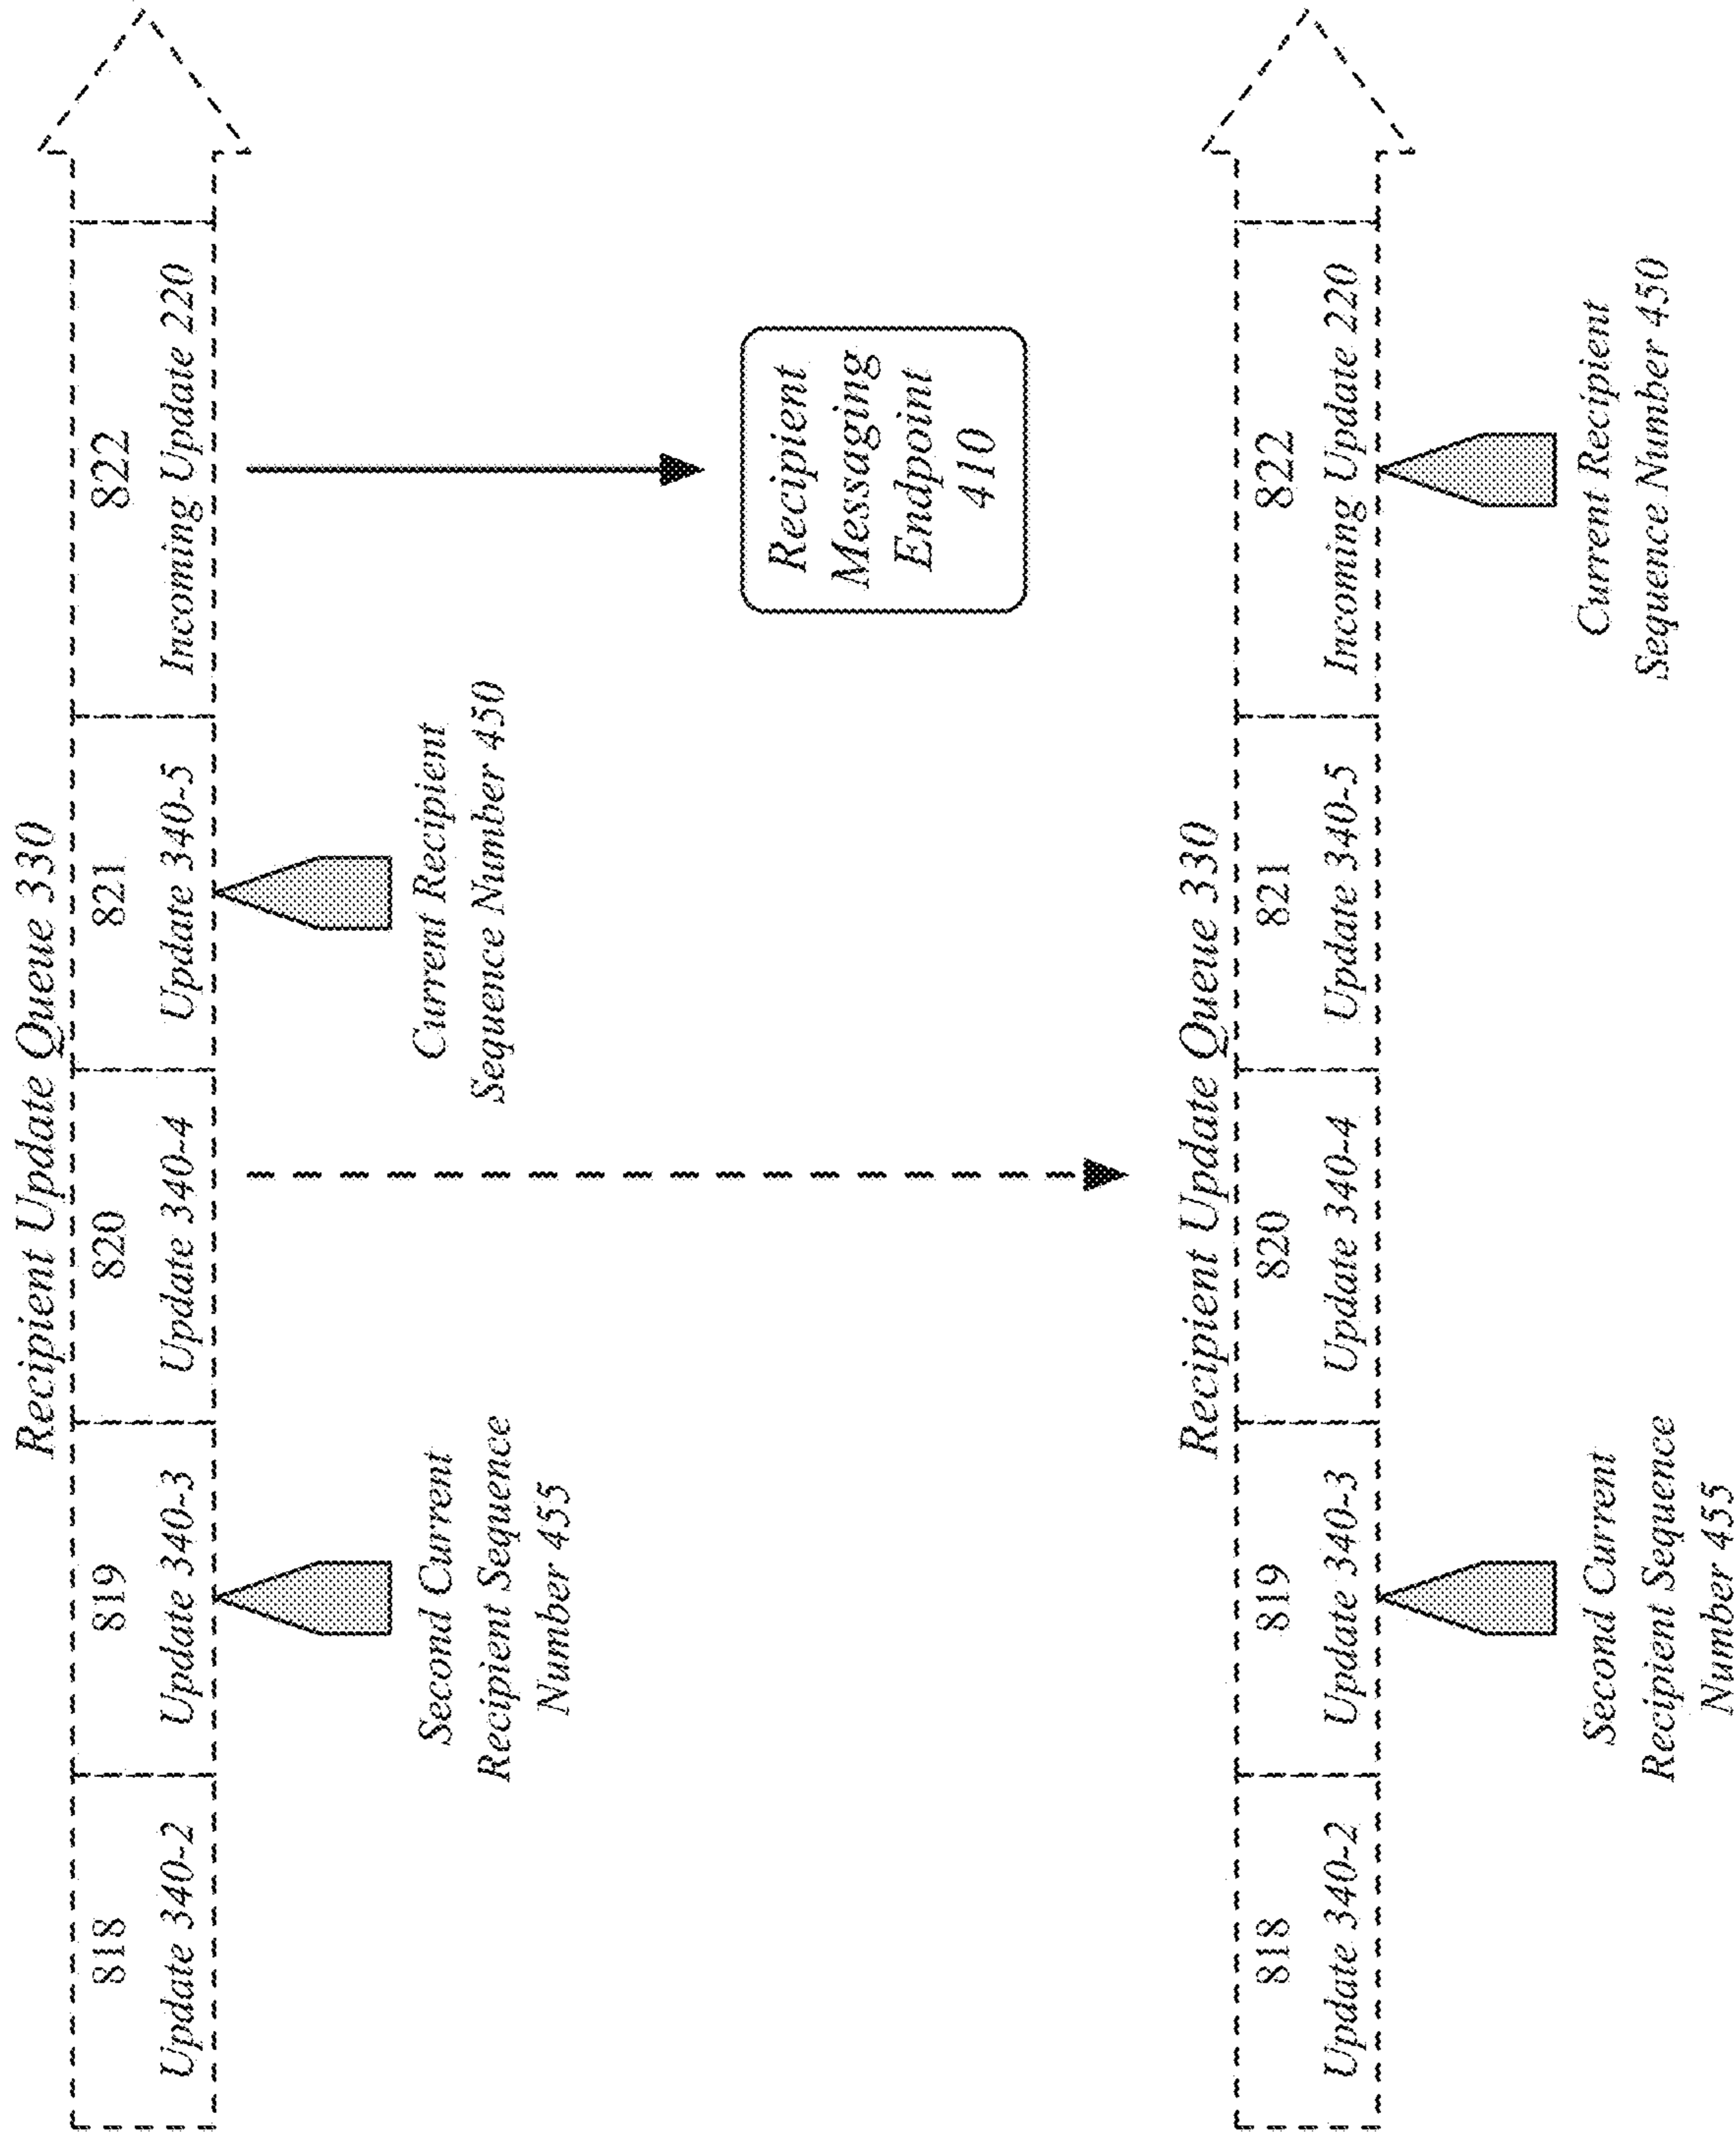 Recipient Update Queue 330
818
819
820
821
822
Update 340-2
Update 340-3
Update 340-4
Update 340-5
Incoming Update 220
Second Current
Recipient Sequence
Number 455
Current Recipient
Sequence Number 450
Recipient
Messaging
Endpoint
410
Recipient Update Queue 330
818
819
820
821
822
Update 340-2
Update 340-3
Update 340-4
Update 340-5
Incoming Update 220
Second Current
Recipient Sequence
Number 455
Current Recipient
Sequence Number 450